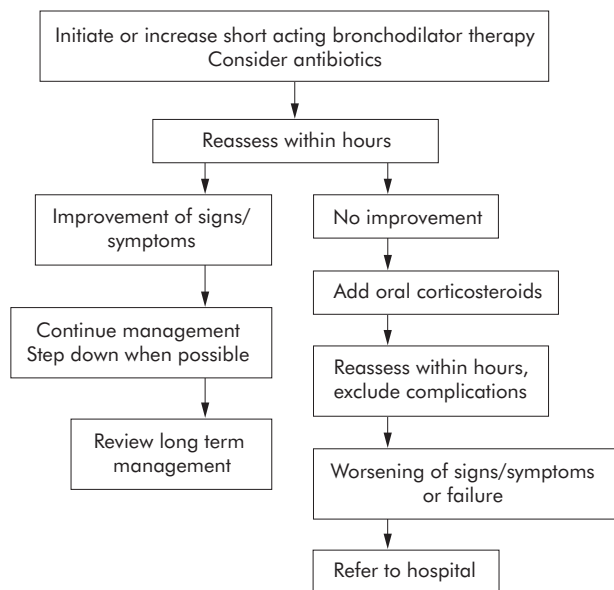 Initiate or increase short acting bronchodilator therapy
Consider antibiotics
Reassess within hours
Improvement of signs/
symptoms
Continue management
Step down when possible
Review long term
management
No improvement
Add oral corticosteroids
Reassess within hours,
exclude complications
Worsening of signs/symptoms
or failure
Refer to hospital